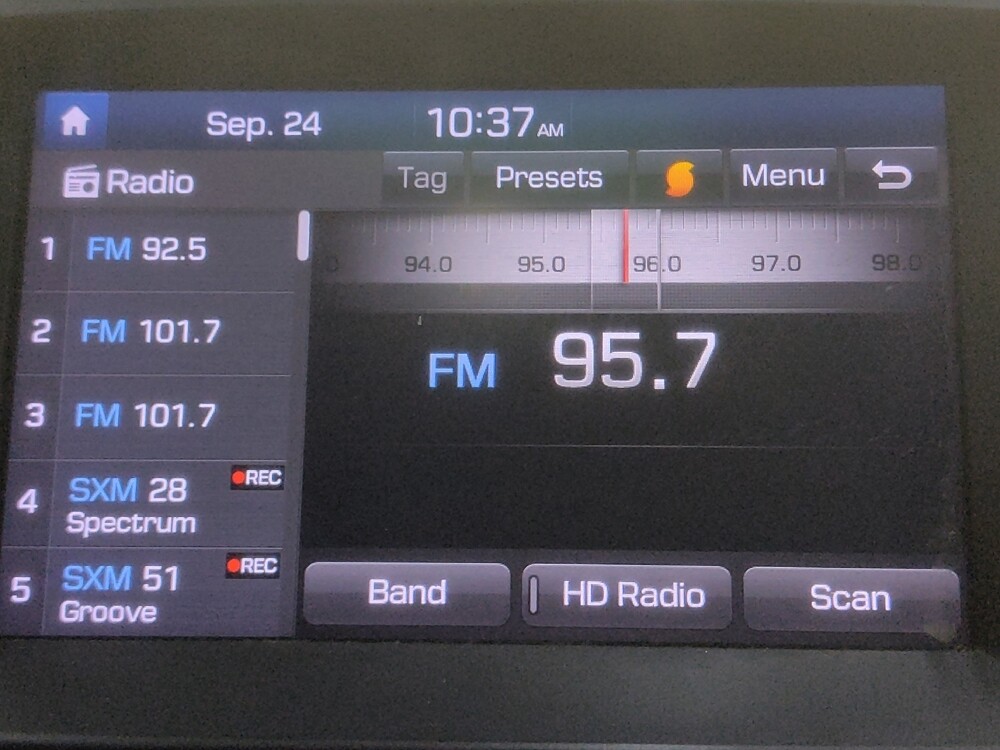 Sep. 24 10:37 AM
Radio Tag Presets Menu
1 FM 92.5
2 FM 101.7
3 FM 101.7
4 SXM 28 REC
Spectrum
5 SXM 51 REC
Groove
94.0 95.0 96.0 97.0 98.0
FM 95.7
Band HD Radio Scan